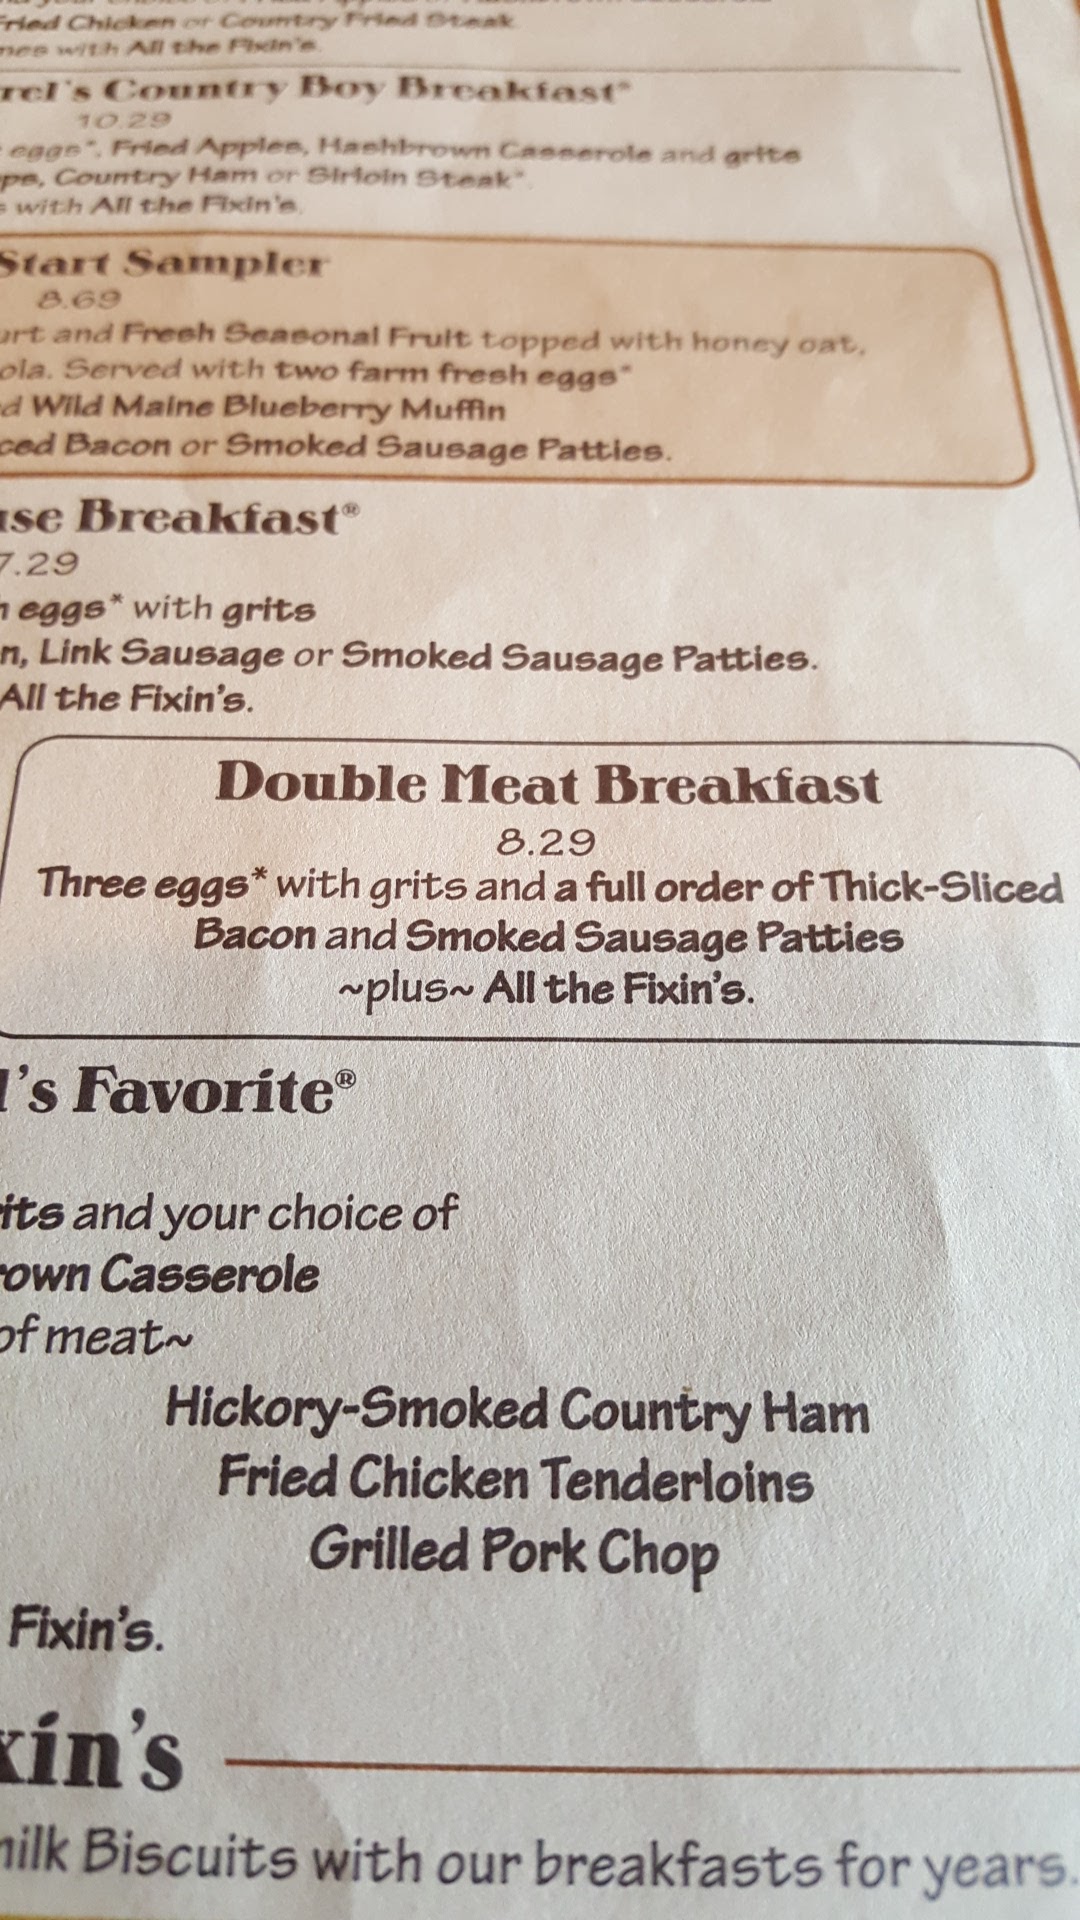 Fried Chicken or Country Fried Steak
with All the Fixin's.
Country Boy Breakfast*
10.29
eggs*, Fried Apples, Hashbrown Casserole and grits
Country Ham or Sirloin Steak*.
with All the Fixin's.
Start Sampler
8.69
and Fresh Seasonal Fruit topped with honey oat,
Served with two farm fresh eggs*
Wild Maine Blueberry Muffin
Bacon or Smoked Sausage Patties.
Breakfast®
7.29
eggs* with grits
Link Sausage or Smoked Sausage Patties.
All the Fixin's.
Double Meat Breakfast
8.29
Three eggs* with grits and a full order of Thick-Sliced
Bacon and Smoked Sausage Patties
~plus~ All the Fixin's.
's Favorite®
and your choice of
Casserole
of meat~
Hickory-Smoked Country Ham
Fried Chicken Tenderloins
Grilled Pork Chop
Fixin's.
xin's
milk Biscuits with our breakfasts for years.